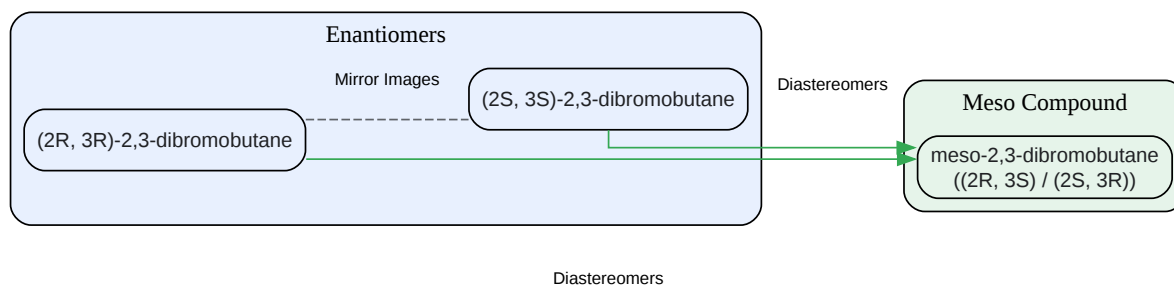 Enantiomers
Mirror Images
(2R, 3R)-2,3-dibromobutane
(2S, 3S)-2,3-dibromobutane
Diastereomers
Meso Compound
meso-2,3-dibromobutane
((2R, 3S) / (2S, 3R))
Diastereomers